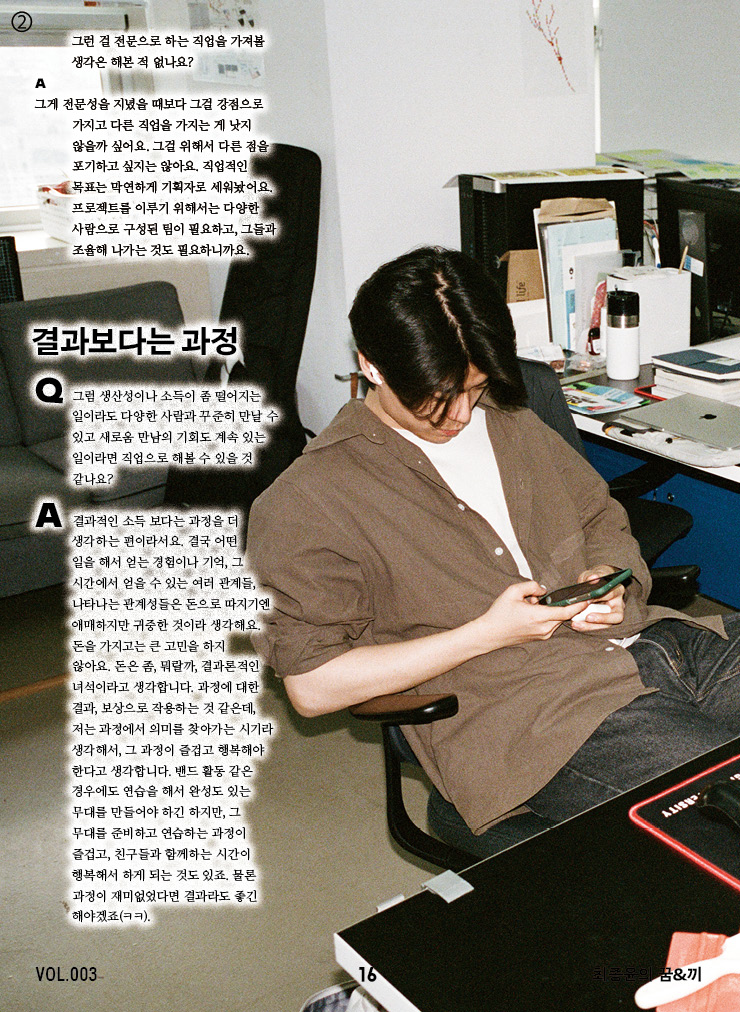 ②
그런 걸 전문으로 하는 직업을 가져볼
생각은 해본 적 없나요?
A
그게 전문성을 지녔을 때보다 그걸 강점으로
가지고 다른 직업을 가지는 게 낫지
않을까 싶어요. 그걸 위해서 다른 점을
포기하고 싶지는 않아요. 직업적인
목표는 막연하게 기획자로 세워놨어요.
프로젝트를 이루기 위해서는 다양한
사람으로 구성된 팀이 필요하고, 그들과
조율해 나가는 것도 필요하니까요.
결과보다는 과정
Q
그럼 생산성이나 소득이 좀 떨어지는
일이라도 다양한 사람과 꾸준히 만날 수
있고 새로운 만남의 기회도 계속 있는
일이라면 직업으로 해볼 수 있을 것
같나요?
A
결과적인 소득 보다는 과정을 더
생각하는 편이라서요. 결국 어떤
일을 해서 얻는 경험이나 기억, 그
시간에서 얻을 수 있는 여러 관계들,
나타나는 관계성들은 돈으로 따지기엔
애매하지만 귀중한 것이라 생각해요.
돈을 가지고는 큰 고민을 하지
않아요. 돈은 좀, 뭐랄까, 결과론적인
녀석이라고 생각합니다. 과정에 대한
결과, 보상으로 작용하는 것 같은데,
저는 과정에서 의미를 찾아가는 시기라
생각해서, 그 과정이 즐겁고 행복해야
한다고 생각합니다. 밴드 활동 같은
경우에도 연습을 해서 완성도 있는
무대를 만들어야 하긴 하지만, 그
무대를 준비하고 연습하는 과정이
즐겁고, 친구들과 함께하는 시간이
행복해서 하게 되는 것도 있죠. 물론
과정이 재미없었다면 결과라도 좋긴
해야겠죠(ㅋㅋ).
VOL.003
16
꿈&끼
life
ERSITY